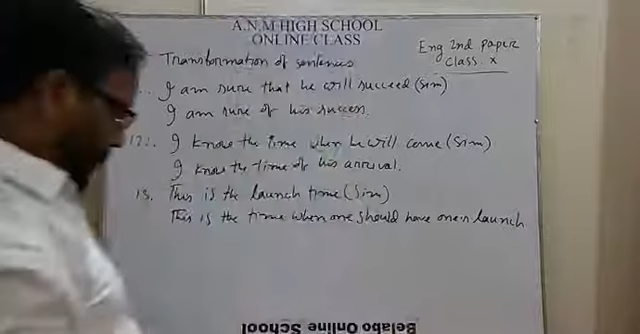 A.N.M HIGH SCHOOL
ONLINE CLASS
Eng 2nd paper
Class x
Transformation of sentences
I am sure that he will succeed (sim)
I am sure of his success.
12. I know the time when he will come (sim)
I know the time of his arrival.
13. This is the launch time (Sim)
This is the time when one should have one's launch
Belabo Online School